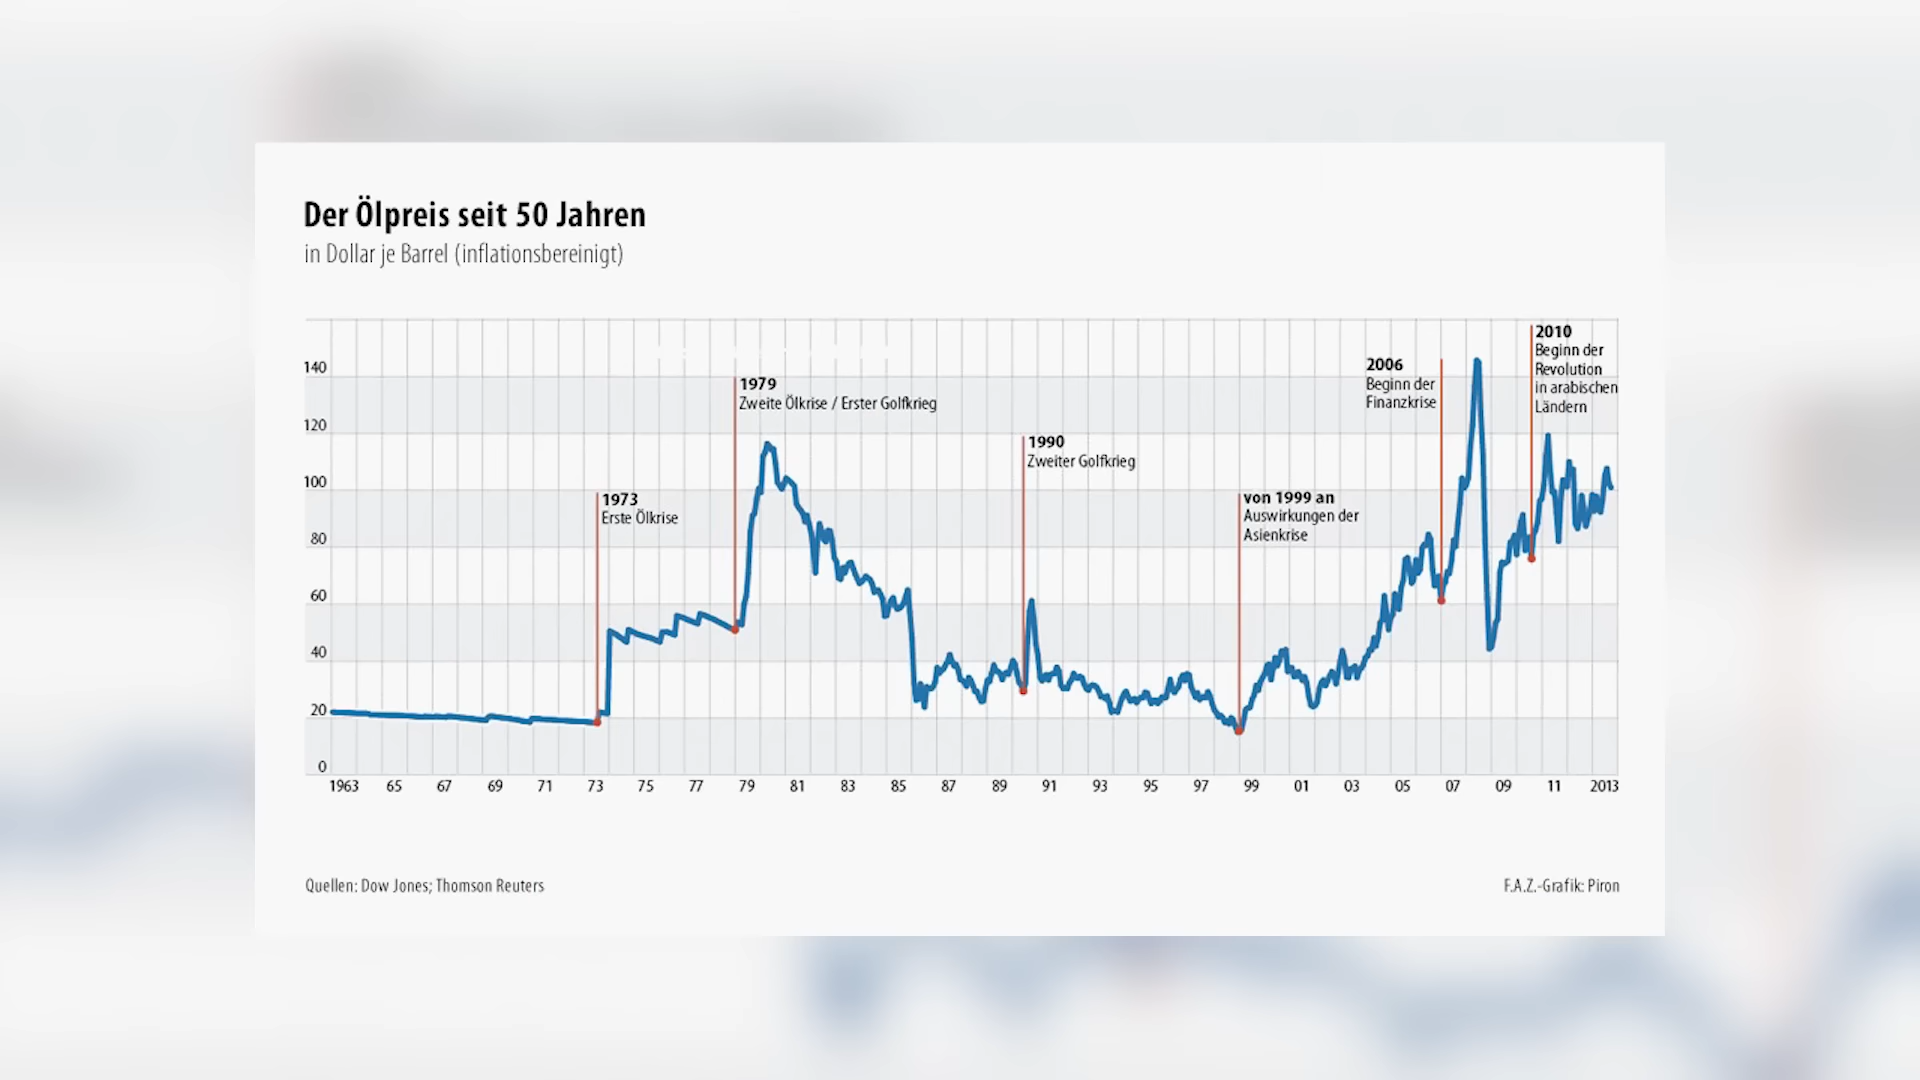 Der Ölpreis seit 50 Jahren
in Dollar je Barrel (inflationsbereinigt)
140
120
100
80
60
40
20
0
1973
Erste Ölkrise
1979
Zweite Ölkrise / Erster Golfkrieg
1990
Zweiter Golfkrieg
von 1999 an
Auswirkungen der
Asienkrise
2006
Beginn der
Finanzkrise
2010
Beginn der
Revolution
in arabischen
Ländern
1963 65 67 69 71 73 75 77 79 81 83 85 87 89 91 93 95 97 99 01 03 05 07 09 11 2013
Quellen: Dow Jones; Thomson Reuters
F.A.Z.-Grafik: Piron